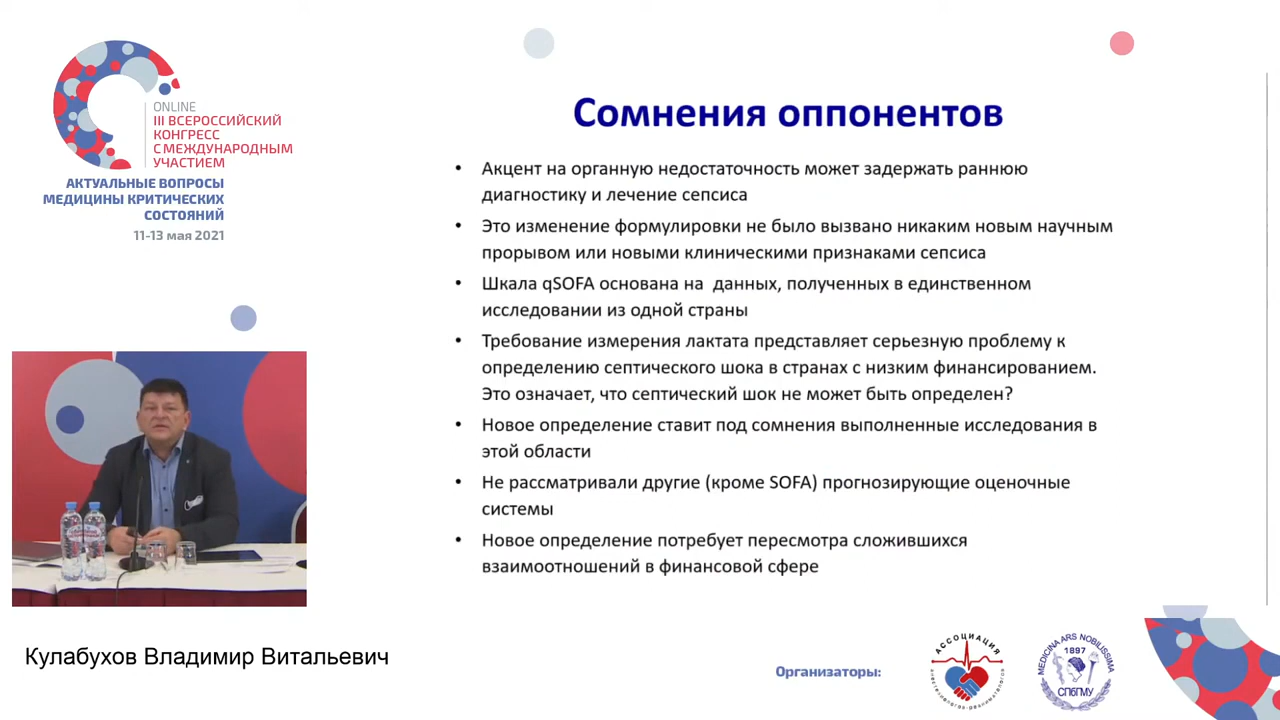 ONLINE
III ВСЕРОССИЙСКИЙ
КОНГРЕСС
С МЕЖДУНАРОДНЫМ
УЧАСТИЕМ
АКТУАЛЬНЫЕ ВОПРОСЫ
МЕДИЦИНЫ КРИТИЧЕСКИХ
СОСТОЯНИЙ
11-13 мая 2021
Сомнения оппонентов
• Акцент на органную недостаточность может задержать раннюю
диагностику и лечение сепсиса
• Это изменение формулировки не было вызвано никаким новым научным
прорывом или новыми клиническими признаками сепсиса
• Шкала qSOFA основана на данных, полученных в единственном
исследовании из одной страны
• Требование измерения лактата представляет серьезную проблему к
определению септического шока в странах с низким финансированием.
Это означает, что септический шок не может быть определен?
• Новое определение ставит под сомнения выполненные исследования в
этой области
• Не рассматривали другие (кроме SOFA) прогнозирующие оценочные
системы
• Новое определение потребует пересмотра сложившихся
взаимоотношений в финансовой сфере
Кулабухов Владимир Витальевич
Организаторы:
АССОЦИАЦИЯ
анестезиологов-реаниматологов
MEDICINA ARS NOBILISSIMA
1897
СПбГМУ